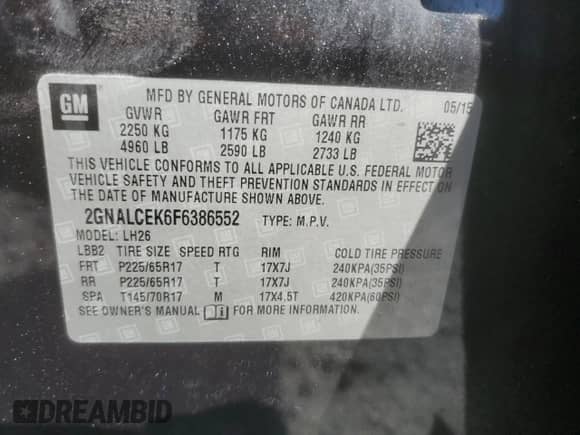 GM
MFD BY GENERAL MOTORS OF CANADA LTD. 05/15
GVWR GAWR FRT GAWR RR
2250 KG 1175 KG 1240 KG
4960 LB 2590 LB 2733 LB
THIS VEHICLE CONFORMS TO ALL APPLICABLE U.S. FEDERAL MOTOR
VEHICLE SAFETY AND THEFT PREVENTION STANDARDS IN EFFECT ON
THE DATE OF MANUFACTURE SHOWN ABOVE.
2GNALCEK6F6386552 TYPE: M.P.V.
MODEL: LH26
LBB2 TIRE SIZE SPEED RTG RIM COLD TIRE PRESSURE
FRT P225/65R17 T 17X7J 240KPA(35PSI)
RR P225/65R17 T 17X7J 240KPA(35PSI)
SPA T145/70R17 M 17X4.5T 420KPA(60PSI)
SEE OWNER'S MANUAL FOR MORE INFORMATION.
DREAMBID